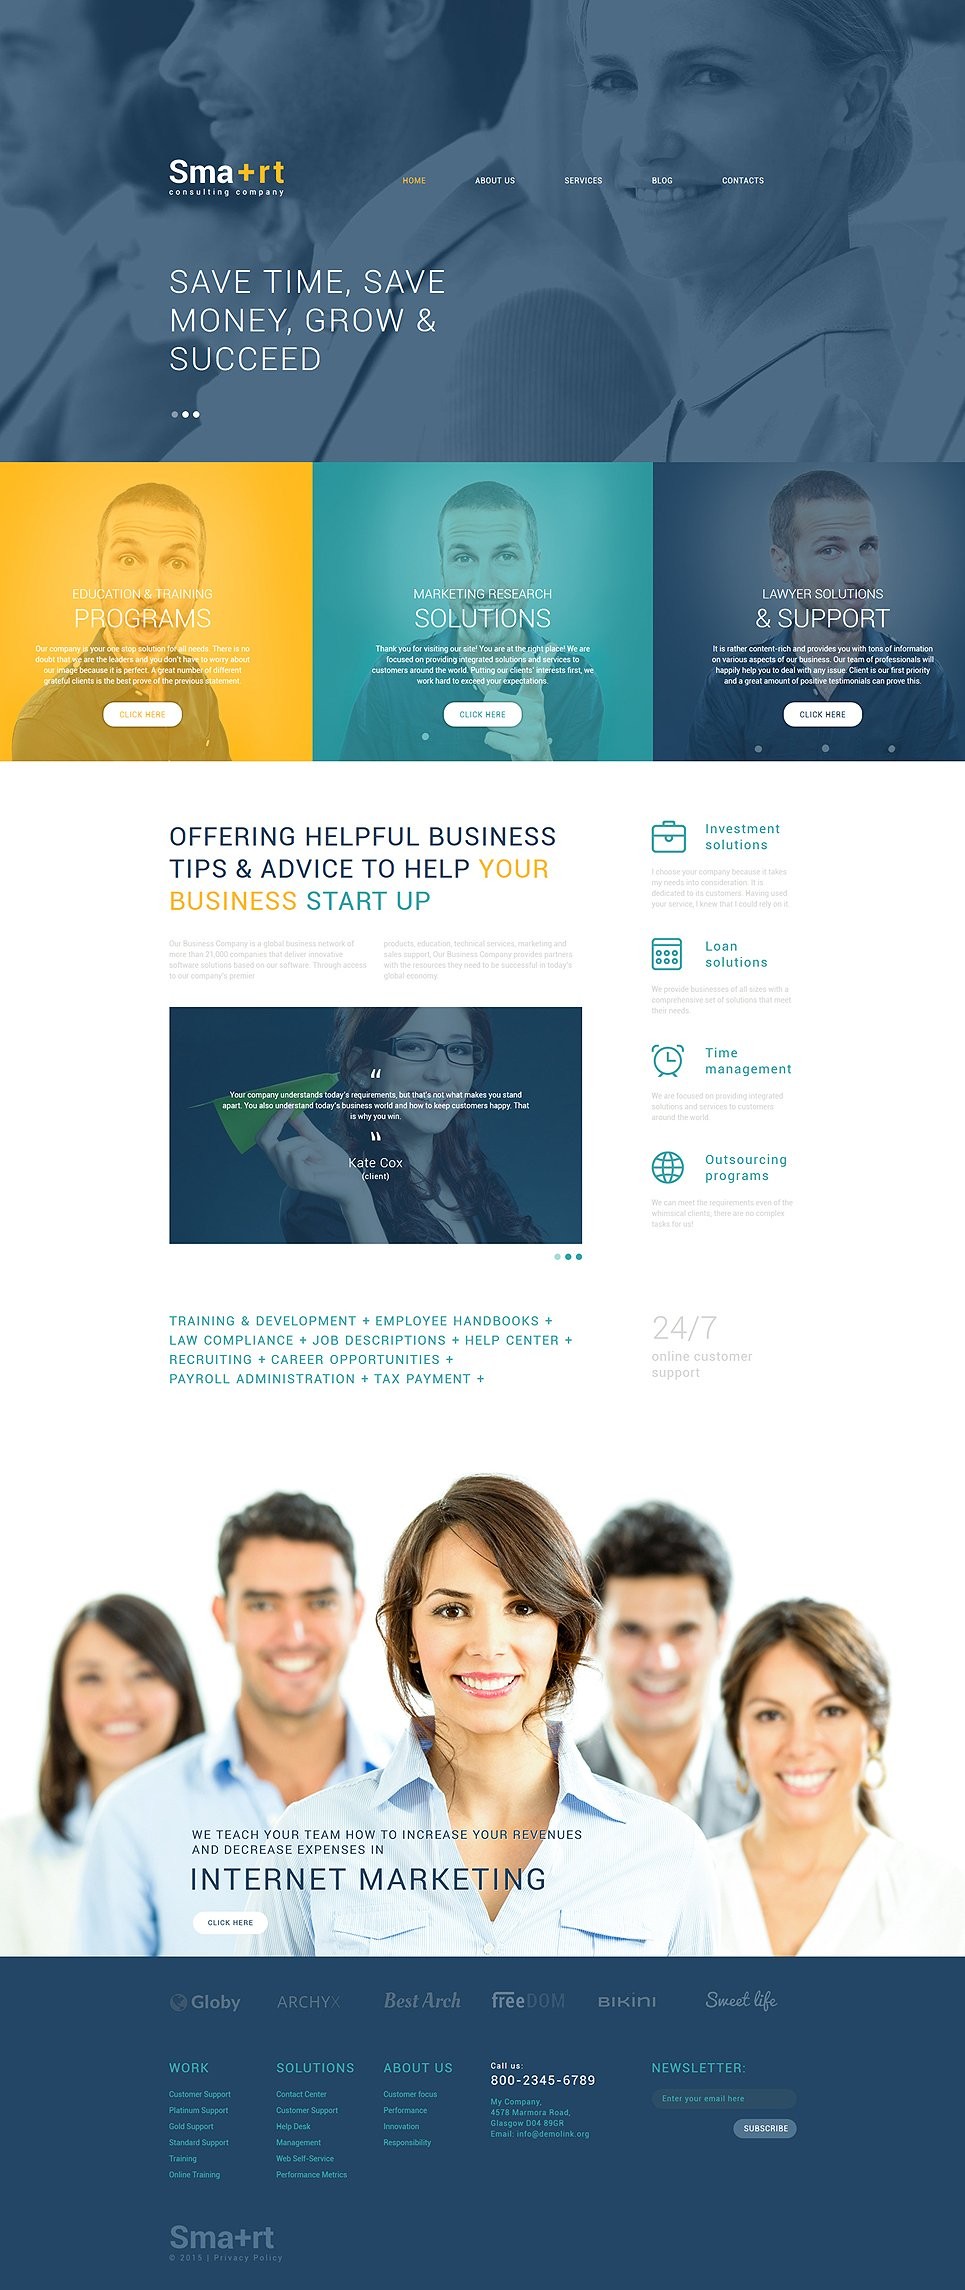 Sma+rt
consulting company
HOME ABOUT US SERVICES BLOG CONTACTS
SAVE TIME, SAVE
MONEY, GROW &
SUCCEED
EDUCATION & TRAINING
PROGRAMS
Our company is your one stop solution for all needs. There is no
doubt that we are the leaders and you don't have to worry about
our image because it is perfect. A great number of different
grateful clients is the best prove of the previous statement.
CLICK HERE
MARKETING RESEARCH
SOLUTIONS
Thank you for visiting our site! You are at the right place! We are
focused on providing integrated solutions and services to
customers around the world. Putting our clients' interests first, we
work hard to exceed your expectations.
CLICK HERE
LAWYER SOLUTIONS
& SUPPORT
It is rather content-rich and provides you with tons of information
on various aspects of our business. Our team of professionals will
happily help you to deal with any issue. Client is our first priority
and a great amount of positive testimonials can prove this.
CLICK HERE
OFFERING HELPFUL BUSINESS
TIPS & ADVICE TO HELP YOUR
BUSINESS START UP
Our Business Company is a global business network of
more than 21,000 companies that deliver innovative
software solutions based on our software. Through access
to our company's premier
products, education, technical services, marketing and
sales support, Our Business Company provides partners
with the resources they need to be successful in today's
global economy.
“
Your company understands today's requirements, but that's not what makes you stand
apart. You also understand today's business world and how to keep customers happy. That
is why you win.
“
Kate Cox
(client)
Investment
solutions
I choose your company because it takes
my needs into consideration. It is
dedicated to its customers. Having used
your service, I knew that I could rely on it.
Loan
solutions
We provide businesses of all sizes with a
comprehensive set of solutions that meet
their needs.
Time
management
We are focused on providing integrated
solutions and services to customers
around the world.
Outsourcing
programs
We can meet the requirements even of the
whimsical clients, there are no complex
tasks for us!
TRAINING & DEVELOPMENT + EMPLOYEE HANDBOOKS +
LAW COMPLIANCE + JOB DESCRIPTIONS + HELP CENTER +
RECRUITING + CAREER OPPORTUNITIES +
PAYROLL ADMINISTRATION + TAX PAYMENT +
24/7
online customer
support
WE TEACH YOUR TEAM HOW TO INCREASE YOUR REVENUES
AND DECREASE EXPENSES IN
INTERNET MARKETING
CLICK HERE
Globy ARCHYX Best Arch freeDOM BIKINI Sweet life
WORK
Customer Support
Platinum Support
Gold Support
Standard Support
Training
Online Training
SOLUTIONS
Contact Center
Customer Support
Help Desk
Management
Web Self-Service
Performance Metrics
ABOUT US
Customer focus
Performance
Innovation
Responsibility
Call us:
800-2345-6789
My Company,
4578 Marmora Road,
Glasgow D04 89GR
Email: info@demolink.org
NEWSLETTER:
Enter your email here
SUBSCRIBE
Sma+rt
© 2015 | Privacy Policy